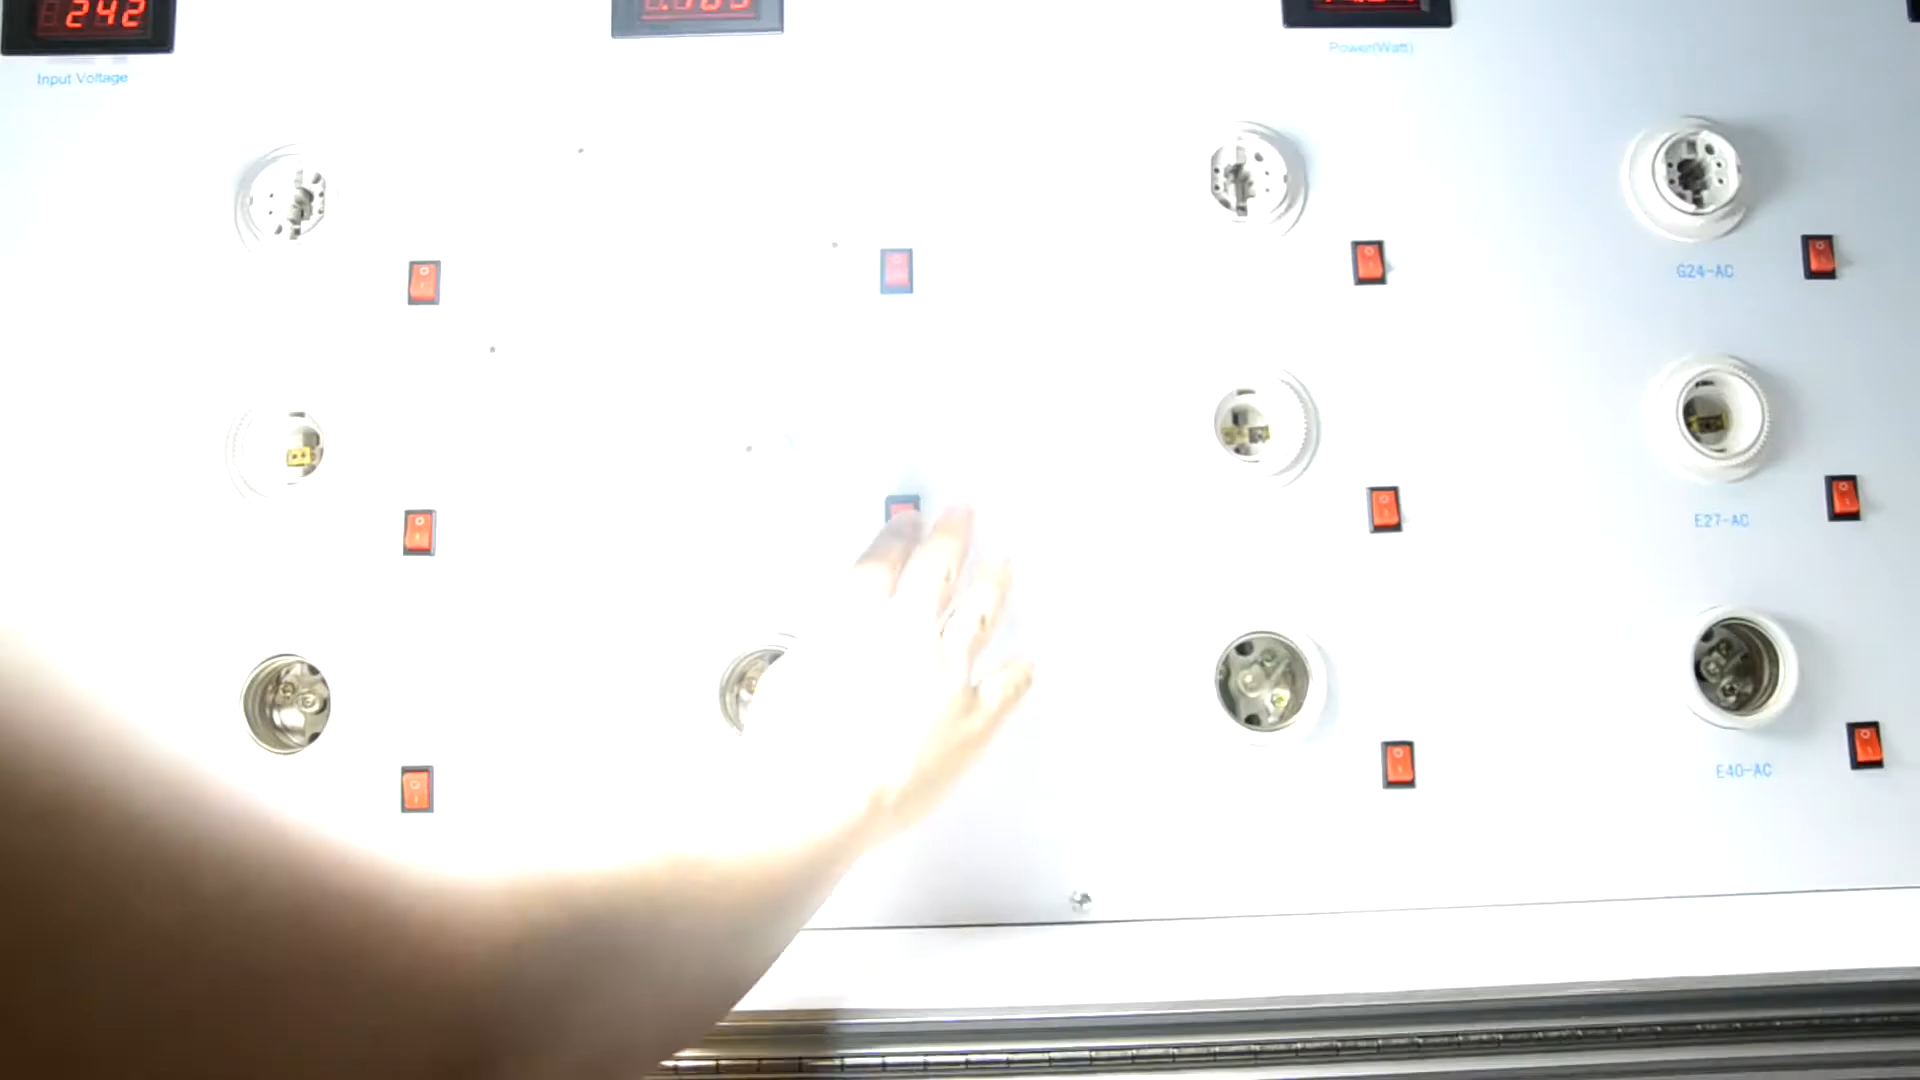 242
Input Voltage
Power(Watt)
G24-AC
E27-AC
E40-AC